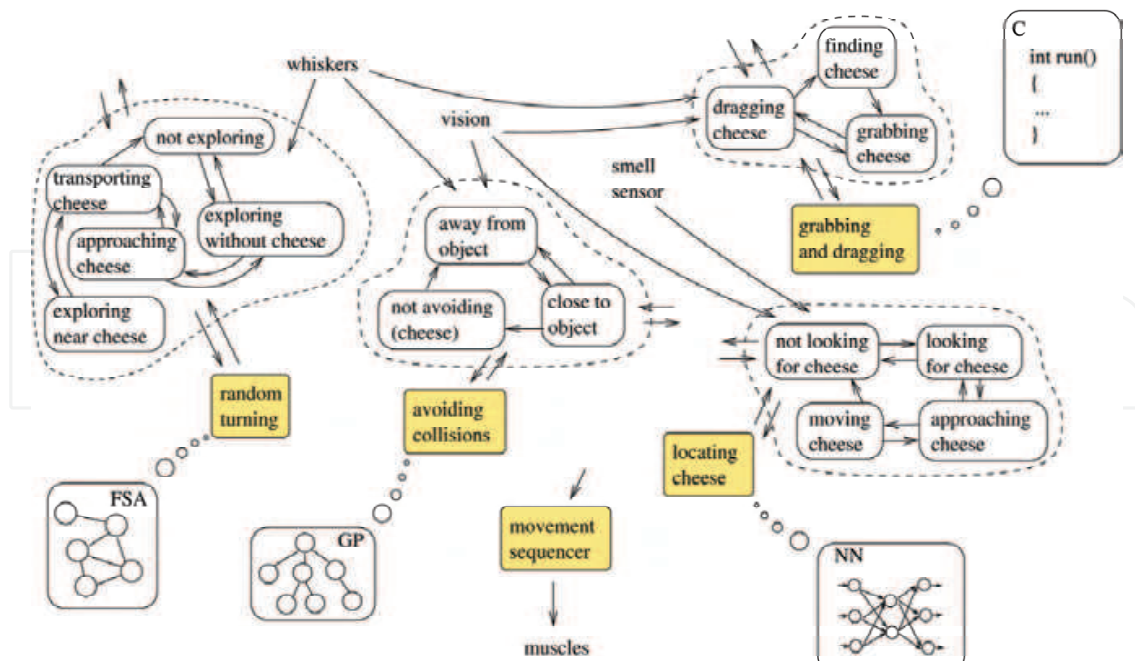 whiskers
vision
smell
sensor
not exploring
transporting
cheese
exploring
without cheese
approaching
cheese
exploring
near cheese
random
turning
FSA
away from
object
not avoiding
(cheese)
close to
object
avoiding
collisions
GP
movement
sequencer
muscles
finding
cheese
dragging
cheese
grabbing
cheese
grabbing
and dragging
C
int run()
{
...
}
not looking
for cheese
looking
for cheese
moving
cheese
approaching
cheese
locating
cheese
NN